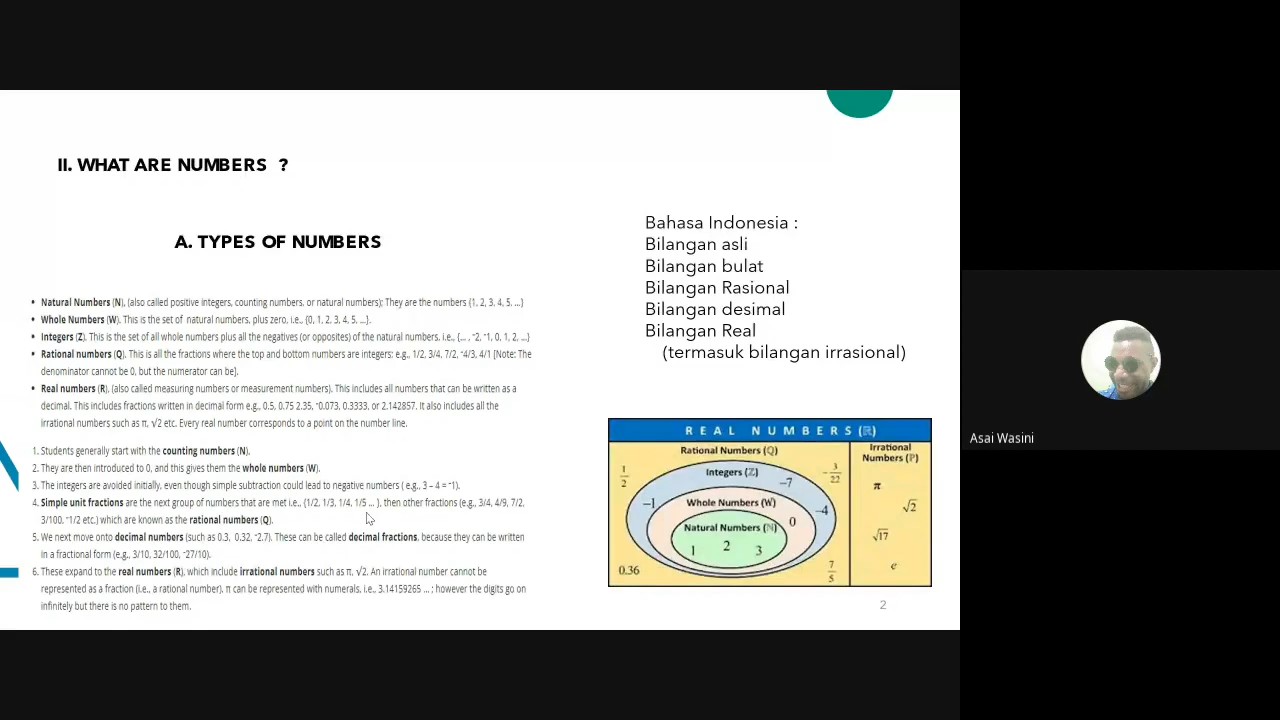 II. WHAT ARE NUMBERS ?
A. TYPES OF NUMBERS
• Natural Numbers (N), (also called positive integers, counting numbers, or natural numbers); They are the numbers {1, 2, 3, 4, 5, ...}
• Whole Numbers (W). This is the set of natural numbers, plus zero, i.e., {0, 1, 2, 3, 4, 5, ...}.
• Integers (Z). This is the set of all whole numbers plus all the negatives (or opposites) of the natural numbers, i.e., {... , ⁻2, ⁻1, 0, 1, 2, ...}
• Rational numbers (Q). This is all the fractions where the top and bottom numbers are integers; e.g., 1/2, 3/4, 7/2, ⁻4/3, 4/1 [Note: The
denominator cannot be 0, but the numerator can be].
• Real numbers (R), (also called measuring numbers or measurement numbers). This includes all numbers that can be written as a
decimal. This includes fractions written in decimal form e.g., 0.5, 0.75 2.35, ⁻0.073, 0.3333, or 2.142857. It also includes all the
irrational numbers such as π, √2 etc. Every real number corresponds to a point on the number line.
1. Students generally start with the counting numbers (N).
2. They are then introduced to 0, and this gives them the whole numbers (W).
3. The integers are avoided initially, even though simple subtraction could lead to negative numbers ( e.g., 3 – 4 = ⁻1).
4. Simple unit fractions are the next group of numbers that are met i.e., {1/2, 1/3, 1/4, 1/5 ... }, then other fractions (e.g., 3/4, 4/9, 7/2,
3/100, ⁻1/2 etc.) which are known as the rational numbers (Q).
5. We next move onto decimal numbers (such as 0.3, 0.32, ⁻2.7). These can be called decimal fractions, because they can be written
in a fractional form (e.g., 3/10, 32/100, ⁻27/10).
6. These expand to the real numbers (R), which include irrational numbers such as π, √2. An irrational number cannot be
represented as a fraction (i.e., a rational number). π can be represented with numerals, i.e., 3.14159265 ... ; however the digits go on
infinitely but there is no pattern to them.
Bahasa Indonesia :
Bilangan asli
Bilangan bulat
Bilangan Rasional
Bilangan desimal
Bilangan Real
(termasuk bilangan irrasional)
REAL NUMBERS (ℝ)
Rational Numbers (ℚ)
Irrational
Numbers (ℙ)
1/2
Integers (ℤ)
-3/22
-7
-1
Whole Numbers (W)
-4
0
Natural Numbers (ℕ)
1 2 3
0.36
7/5
π
√2
√17
e
2
Asai Wasini